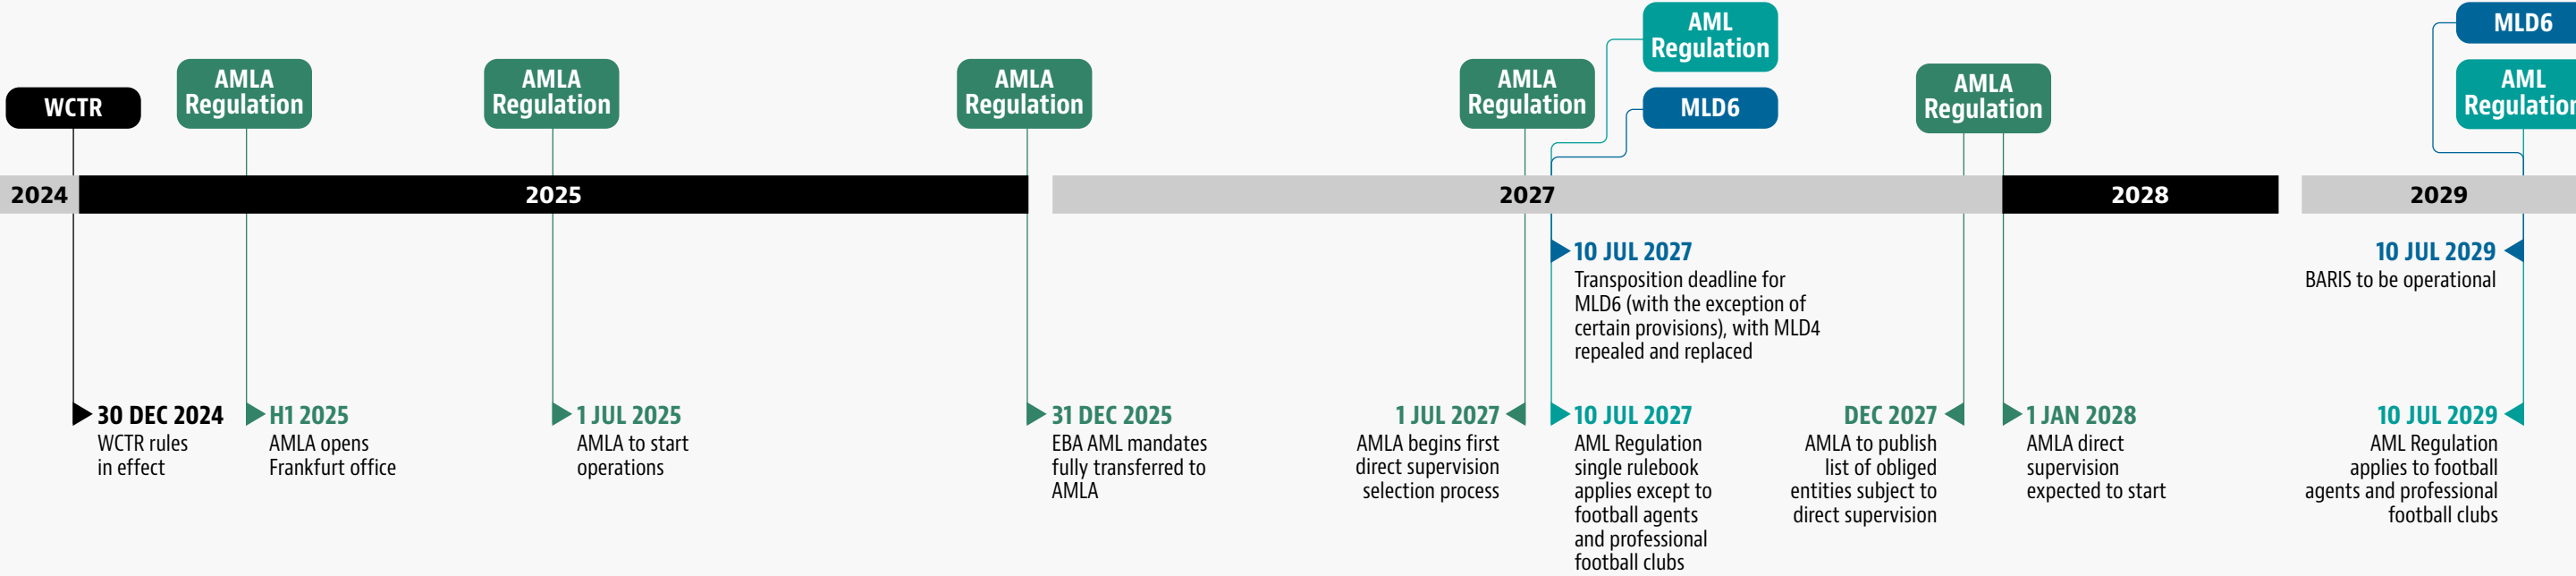 WCTR
AMLA
Regulation
AMLA
Regulation
AMLA
Regulation
AMLA
Regulation
AML
Regulation
MLD6
AMLA
Regulation
MLD6
AML
Regulation
2024
2025
2027
2028
2029
10 JUL 2027
Transposition deadline for
MLD6 (with the exception of
certain provisions), with MLD4
repealed and replaced
10 JUL 2029
BARIS to be operational
30 DEC 2024
WCTR rules
in effect
H1 2025
AMLA opens
Frankfurt office
1 JUL 2025
AMLA to start
operations
31 DEC 2025
EBA AML mandates
fully transferred to
AMLA
1 JUL 2027
AMLA begins first
direct supervision
selection process
10 JUL 2027
AML Regulation
single rulebook
applies except to
football agents
and professional
football clubs
DEC 2027
AMLA to publish
list of obliged
entities subject to
direct supervision
1 JAN 2028
AMLA direct
supervision
expected to start
10 JUL 2029
AML Regulation
applies to football
agents and professional
football clubs